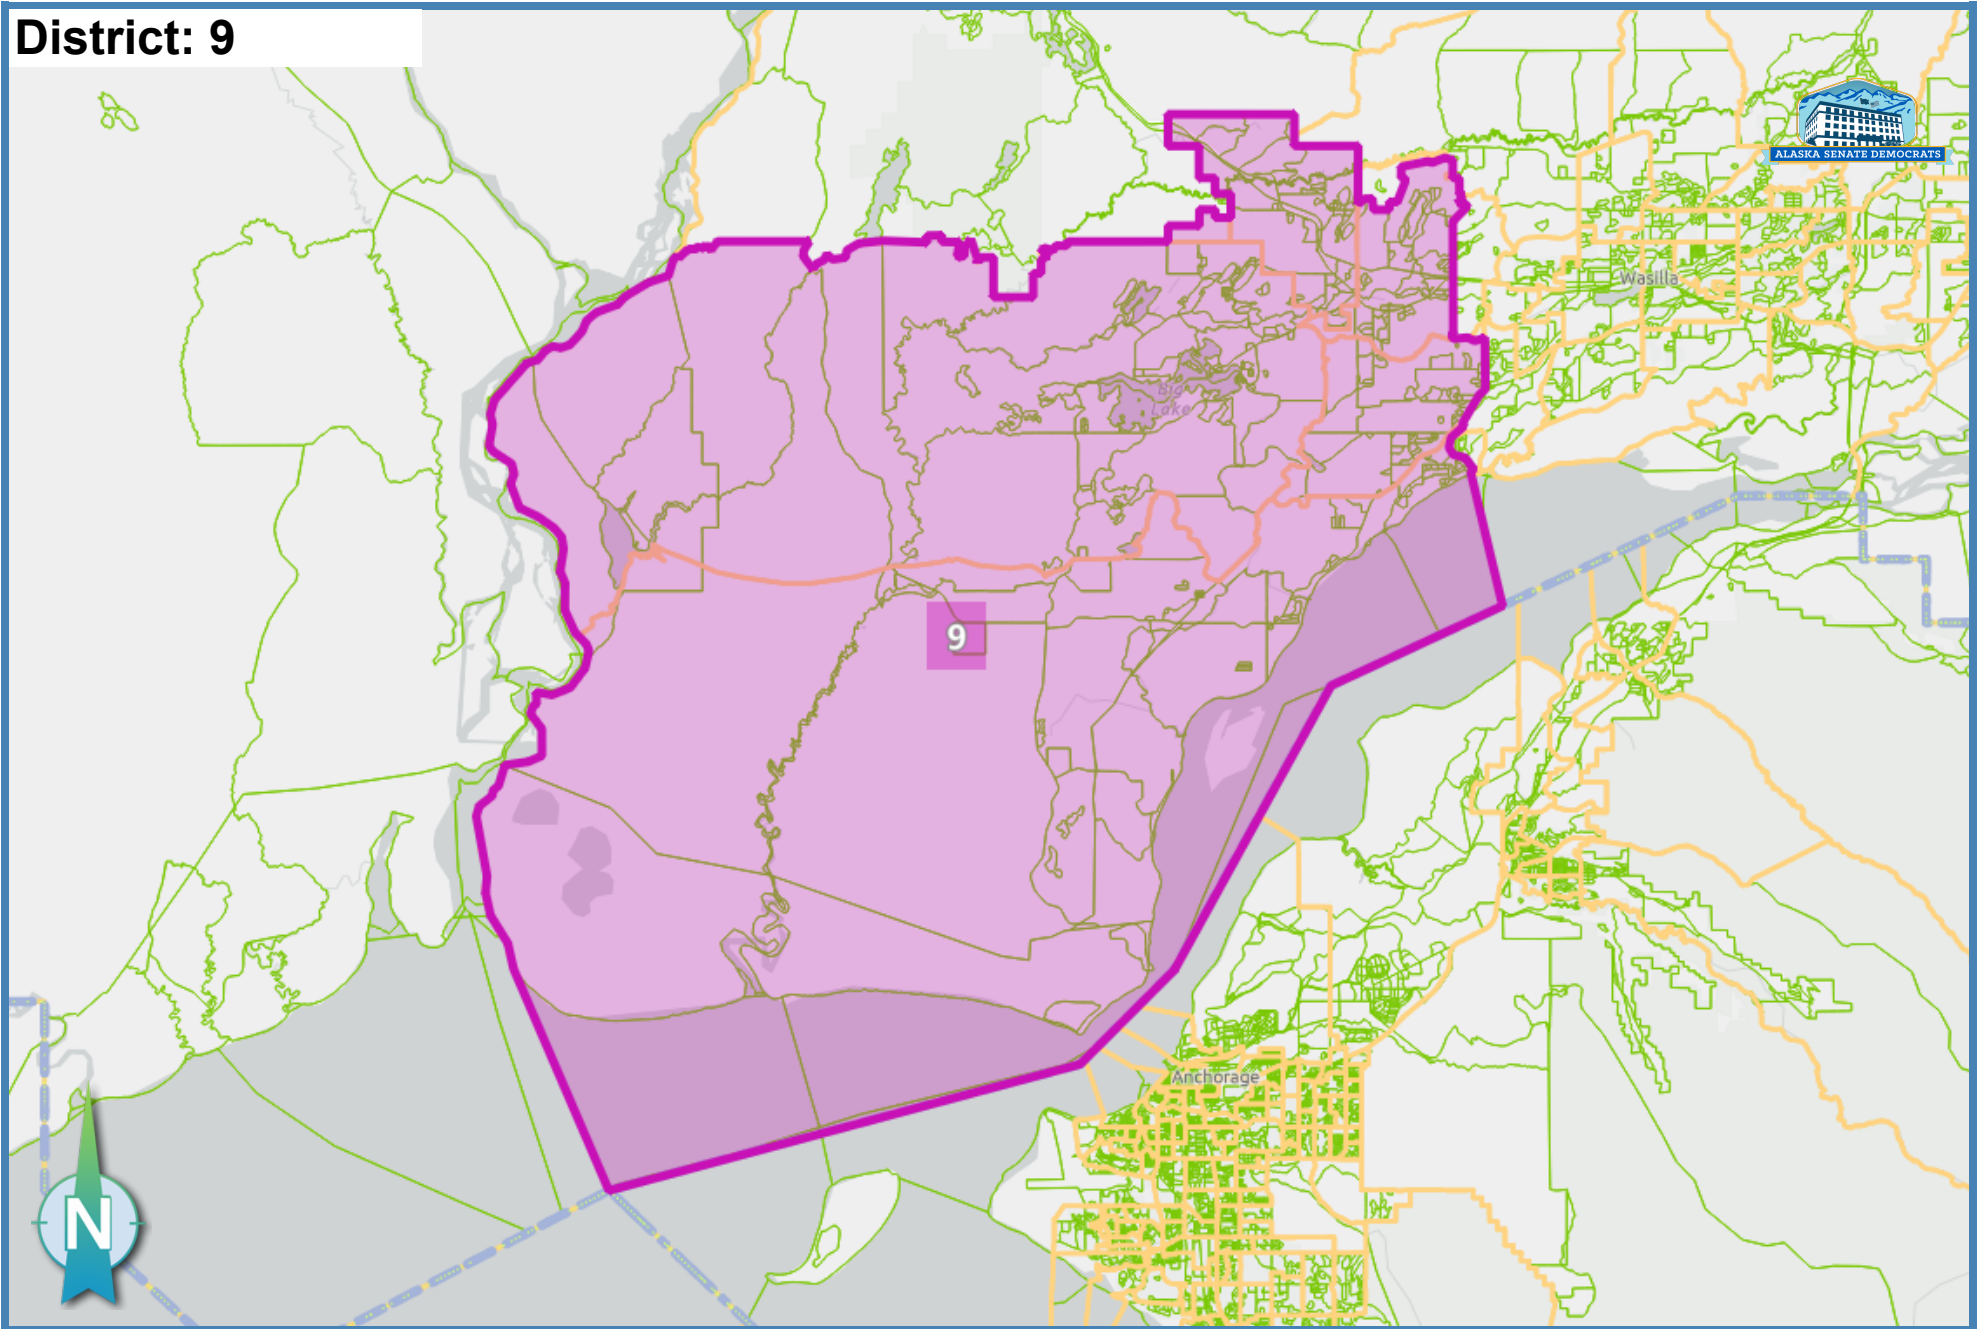 District: 9
ALASKA SENATE DEMOCRATS
Wasilla
Big
Lake
9
Anchorage
N